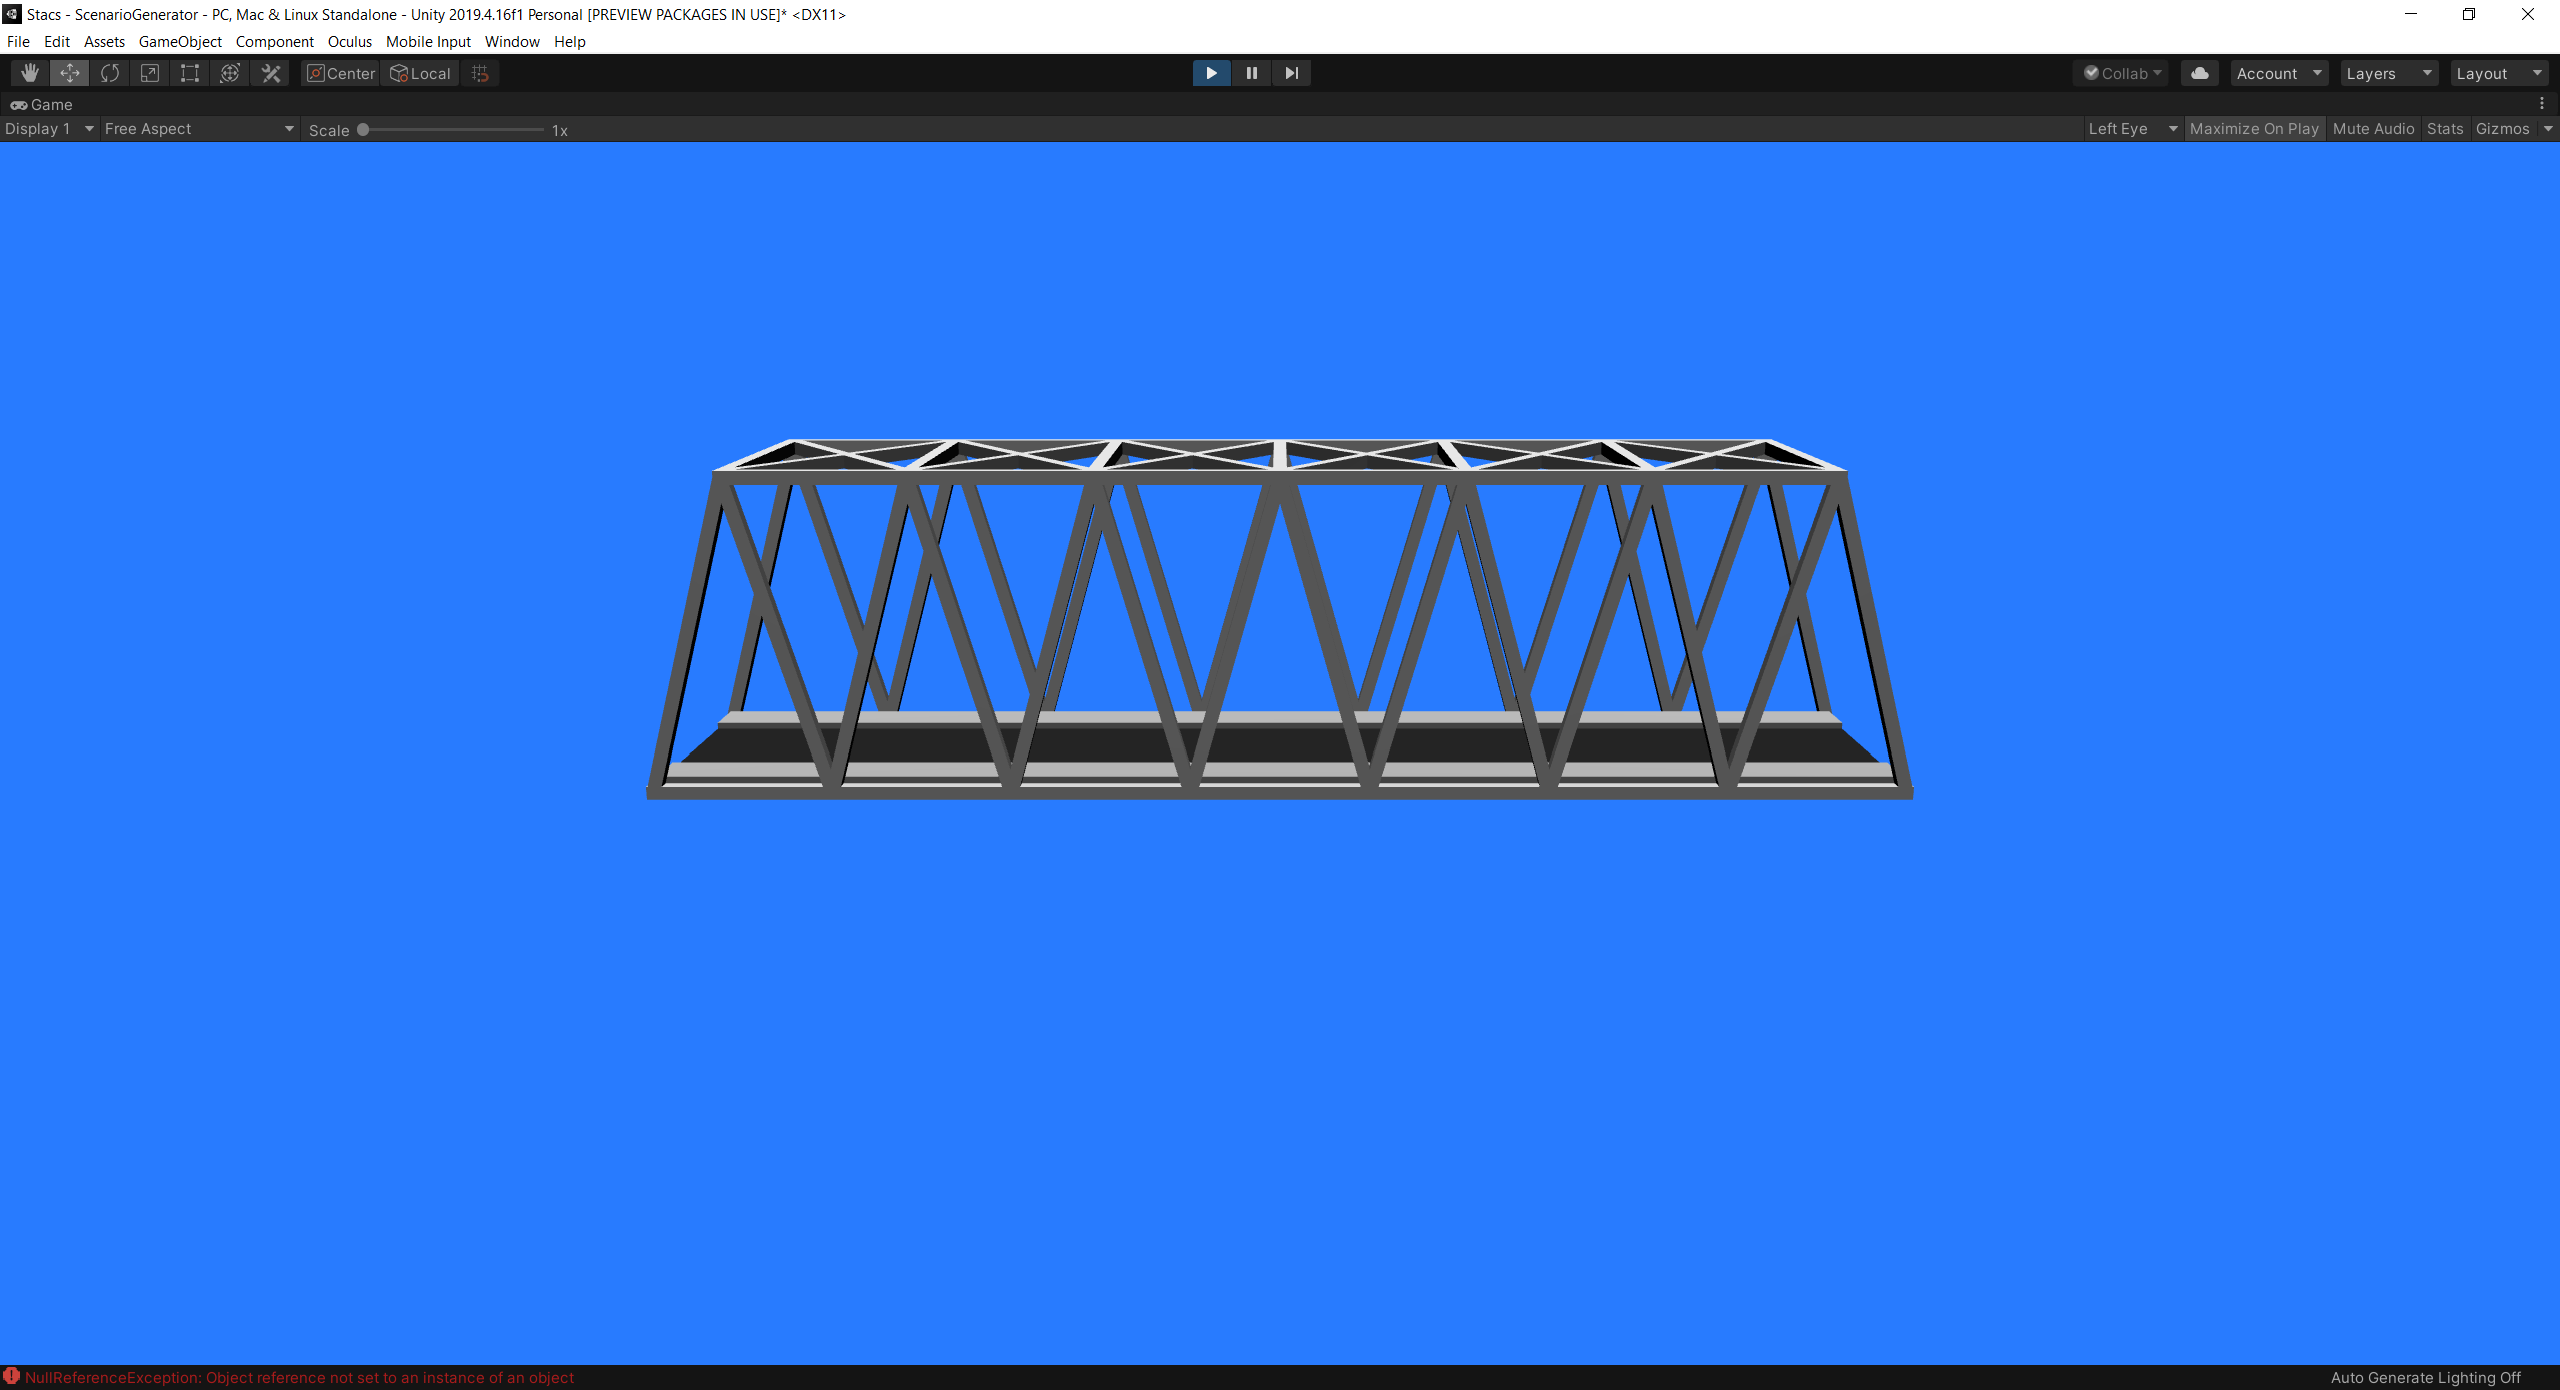 Stacs - ScenarioGenerator - PC, Mac & Linux Standalone - Unity 2019.4.16f1 Personal [PREVIEW PACKAGES IN USE]* <DX11>
File Edit Assets GameObject Component Oculus Mobile Input Window Help
Center Local Collab Account Layers Layout
Game
Display 1 Free Aspect Scale 1x Left Eye Maximize On Play Mute Audio Stats Gizmos
NullReferenceException: Object reference not set to an instance of an object Auto Generate Lighting Off